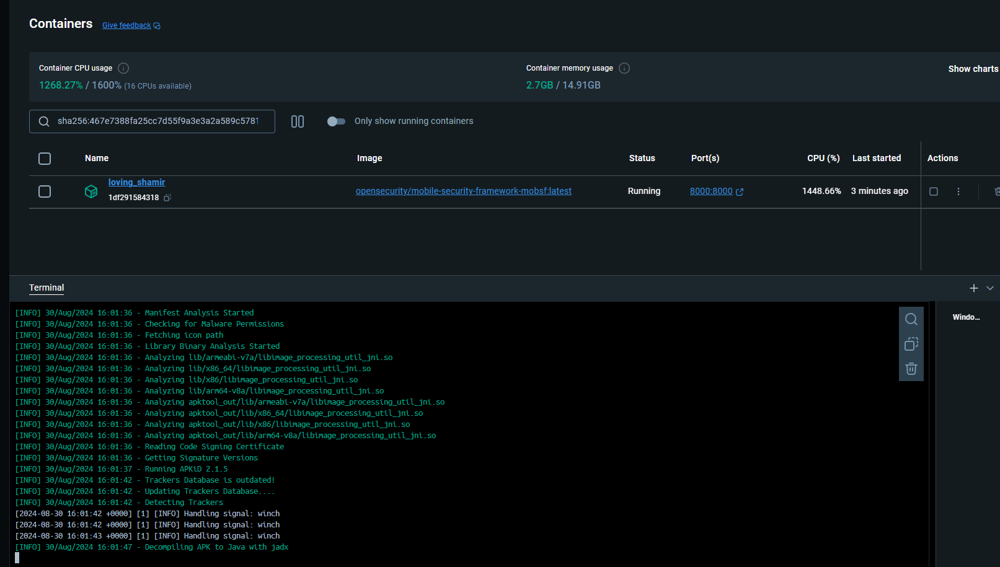 Containers Give feedback
Container CPU usage
1268.27% / 1600% (16 CPUs available)
Container memory usage
2.7GB / 14.91GB
Show charts
sha256:467e7388fa25cc7d55f9a3e3a2a589c5781
Only show running containers
Name Image Status Port(s) CPU (%) Last started Actions
loving_shamir
1df291584318
opensecurity/mobile-security-framework-mobsf:latest Running 8000:8000 1448.66% 3 minutes ago
Terminal
Windo...
[INFO] 30/Aug/2024 16:01:36 - Manifest Analysis Started
[INFO] 30/Aug/2024 16:01:36 - Checking for Malware Permissions
[INFO] 30/Aug/2024 16:01:36 - Fetching icon path
[INFO] 30/Aug/2024 16:01:36 - Library Binary Analysis Started
[INFO] 30/Aug/2024 16:01:36 - Analyzing lib/armeabi-v7a/libimage_processing_util_jni.so
[INFO] 30/Aug/2024 16:01:36 - Analyzing lib/x86_64/libimage_processing_util_jni.so
[INFO] 30/Aug/2024 16:01:36 - Analyzing lib/x86/libimage_processing_util_jni.so
[INFO] 30/Aug/2024 16:01:36 - Analyzing lib/arm64-v8a/libimage_processing_util_jni.so
[INFO] 30/Aug/2024 16:01:36 - Analyzing apktool_out/lib/armeabi-v7a/libimage_processing_util_jni.so
[INFO] 30/Aug/2024 16:01:36 - Analyzing apktool_out/lib/x86_64/libimage_processing_util_jni.so
[INFO] 30/Aug/2024 16:01:36 - Analyzing apktool_out/lib/x86/libimage_processing_util_jni.so
[INFO] 30/Aug/2024 16:01:36 - Analyzing apktool_out/lib/arm64-v8a/libimage_processing_util_jni.so
[INFO] 30/Aug/2024 16:01:36 - Reading Code Signing Certificate
[INFO] 30/Aug/2024 16:01:36 - Getting Signature Versions
[INFO] 30/Aug/2024 16:01:37 - Running APKiD 2.1.5
[INFO] 30/Aug/2024 16:01:42 - Trackers Database is outdated!
[INFO] 30/Aug/2024 16:01:42 - Updating Trackers Database....
[INFO] 30/Aug/2024 16:01:42 - Detecting Trackers
[2024-08-30 16:01:42 +0000] [1] [INFO] Handling signal: winch
[2024-08-30 16:01:42 +0000] [1] [INFO] Handling signal: winch
[2024-08-30 16:01:43 +0000] [1] [INFO] Handling signal: winch
[INFO] 30/Aug/2024 16:01:47 - Decompiling APK to Java with jadx